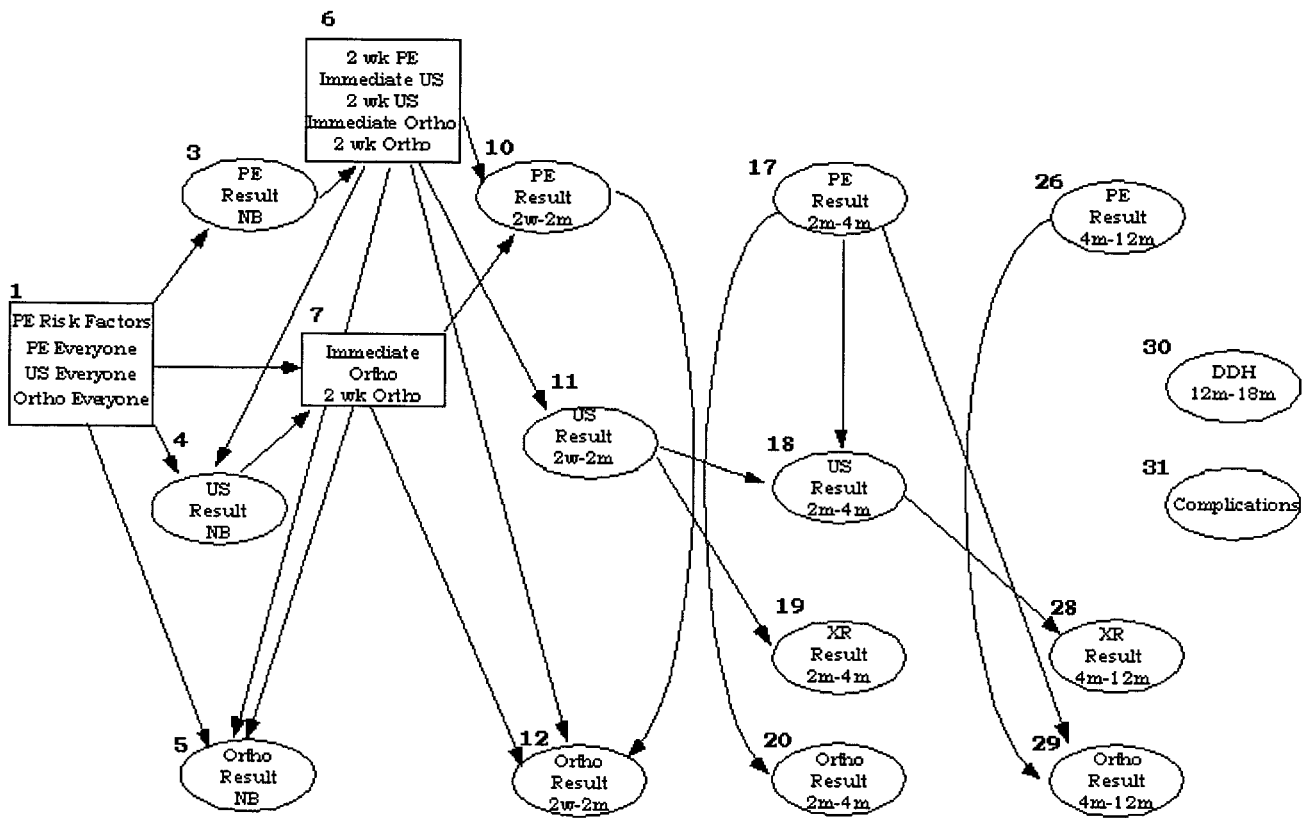 6
2 wk PE
Immediate US
2 wk US
Immediate Ortho
2 wk Ortho
3
PE
Result
NB
10
PE
Result
2w-2m
17
PE
Result
2m-4m
26
PE
Result
4m-12m
1
PE Risk Factors
PE Everyone
US Everyone
Ortho Everyone
7
Immediate
Ortho
2 wk Ortho
30
DDH
12m-18m
11
US
Result
2w-2m
4
US
Result
NB
18
US
Result
2m-4m
31
Complications
19
XR
Result
2m-4m
28
XR
Result
4m-12m
5
Ortho
Result
NB
12
Ortho
Result
2w-2m
20
Ortho
Result
2m-4m
29
Ortho
Result
4m-12m